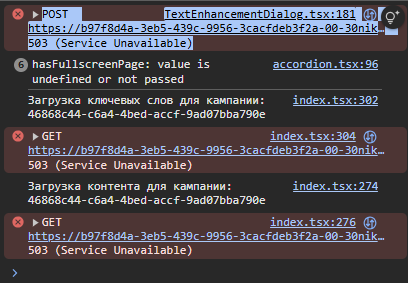 POST TextEnhancementDialog.tsx:181
https://b97f8d4a-3eb5-439c-9956-3cacfdeb3f2a-00-30nik…
503 (Service Unavailable)
6 hasFullscreenPage: value is accordion.tsx:96
undefined or not passed
Загрузка ключевых слов для кампании: index.tsx:302
46868c44-c6a4-4bed-accf-9ad07bba790e
GET index.tsx:304
https://b97f8d4a-3eb5-439c-9956-3cacfdeb3f2a-00-30nik…
503 (Service Unavailable)
Загрузка контента для кампании: index.tsx:274
46868c44-c6a4-4bed-accf-9ad07bba790e
GET index.tsx:276
https://b97f8d4a-3eb5-439c-9956-3cacfdeb3f2a-00-30nik…
503 (Service Unavailable)